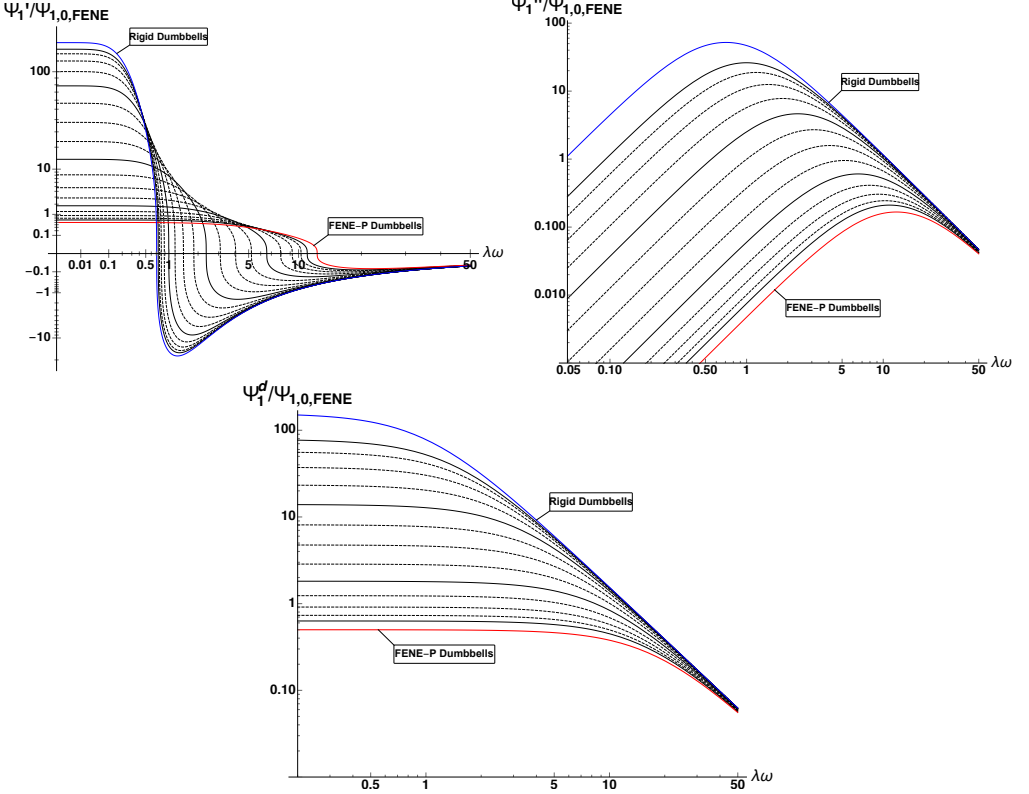 Ψ₁'/Ψ₁,₀,FENE
Rigid Dumbbells
100
10
1
0.1
−0.1
−1
−10
FENE−P Dumbbells
0.01 0.1 0.5 1 5 10 50 λω
Ψ₁''/Ψ₁,₀,FENE
100
10
1
0.100
0.010
Rigid Dumbbells
FENE−P Dumbbells
0.05 0.10 0.50 1 5 10 50 λω
Ψ₁ᵈ/Ψ₁,₀,FENE
100
10
1
0.10
Rigid Dumbbells
FENE−P Dumbbells
0.5 1 5 10 50 λω